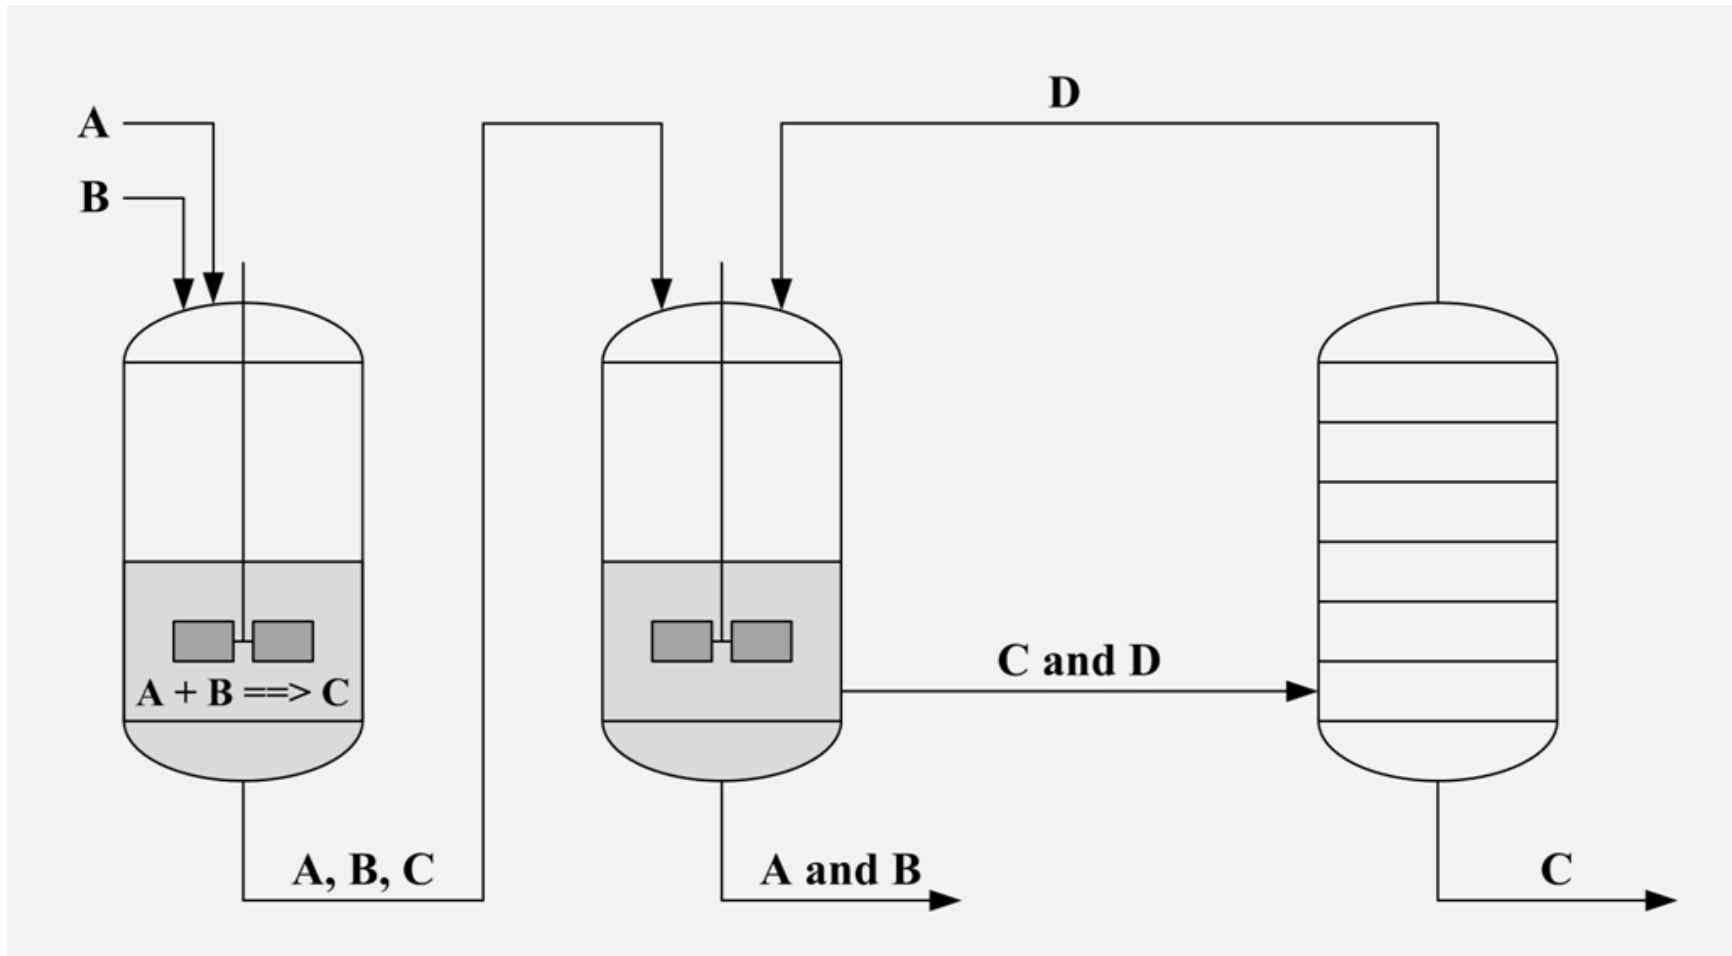 A
B
D
A + B ==> C
C and D
A, B, C
A and B
C